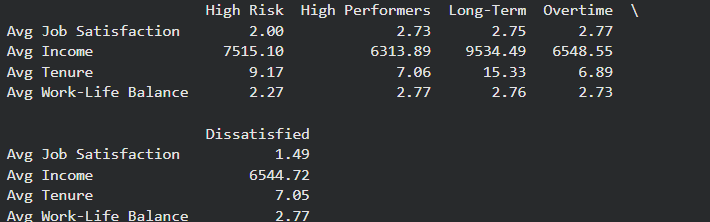 High Risk High Performers Long-Term Overtime \
Avg Job Satisfaction 2.00 2.73 2.75 2.77
Avg Income 7515.10 6313.89 9534.49 6548.55
Avg Tenure 9.17 7.06 15.33 6.89
Avg Work-Life Balance 2.27 2.77 2.76 2.73
Dissatisfied
Avg Job Satisfaction 1.49
Avg Income 6544.72
Avg Tenure 7.05
Avg Work-Life Balance 2.77